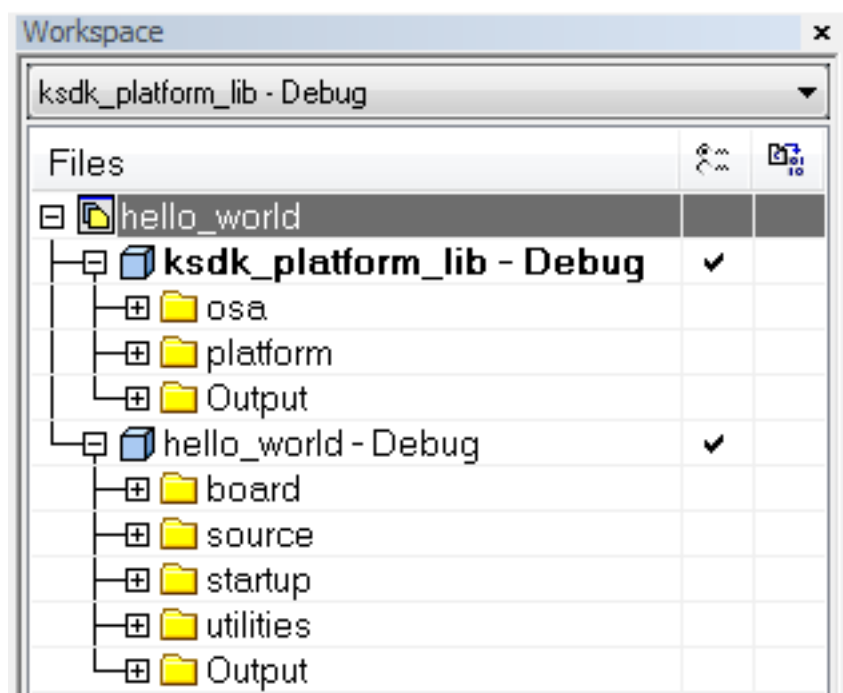 Workspace
ksdk_platform_lib - Debug
Files
hello_world
ksdk_platform_lib - Debug
osa
platform
Output
hello_world - Debug
board
source
startup
utilities
Output